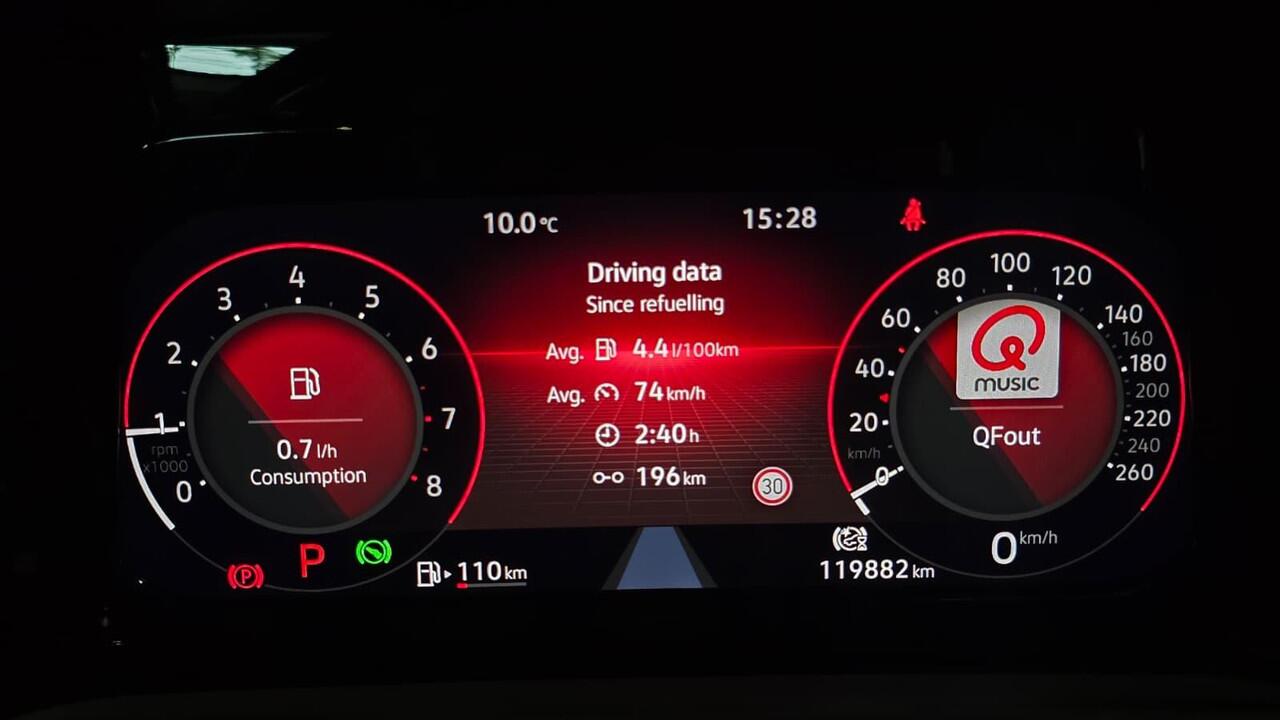 10.0 °C
15:28
Driving data
Since refuelling
Avg. 4.4 l/100km
Avg. 74 km/h
2:40 h
196 km
30
0
1
2
3
4
5
6
7
8
rpm
x1000
0.7 l/h
Consumption
P
P
110 km
0
20
40
60
80
100
120
140
160
180
200
220
240
260
km/h
Q
music
QFout
0 km/h
119882 km